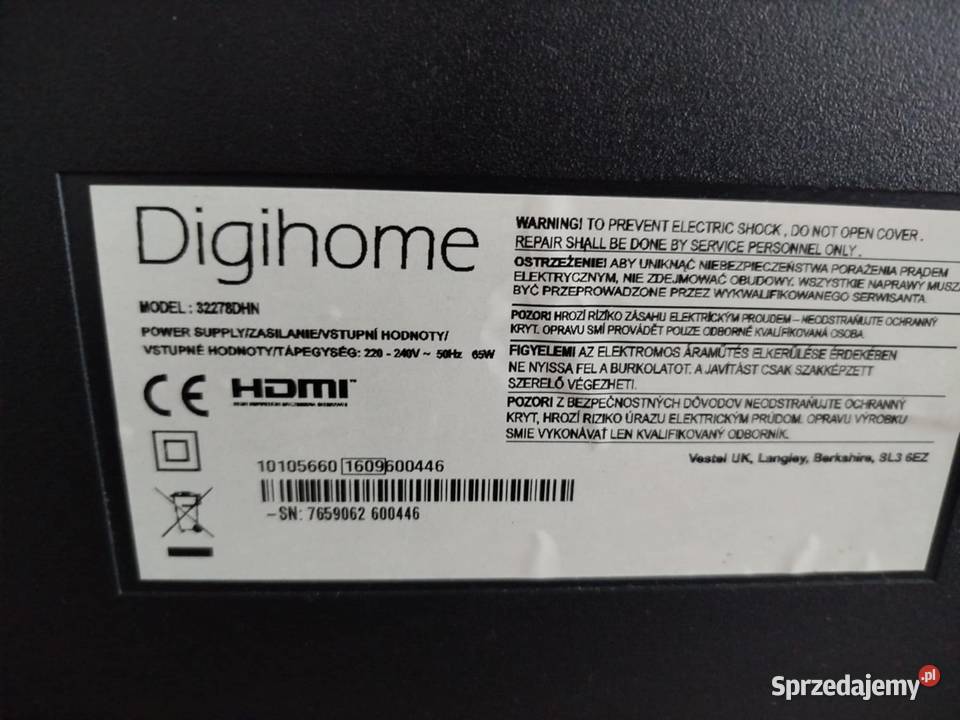 Digihome
MODEL : 32278DHN
POWER SUPPLY/ZASILANIE/VSTUPNÍ HODNOTY/
VSTUPNÉ HODNOTY/TÁPEGYSÉG: 220 - 240V ~ 50Hz 65W
CE HDMI™
10105660 1609600446
-SN: 7659062 600446
WARNING! TO PREVENT ELECTRIC SHOCK , DO NOT OPEN COVER .
REPAIR SHALL BE DONE BY SERVICE PERSONNEL ONLY .
OSTRZEŻENIE! ABY UNIKNĄĆ NIEBEZPIECZEŃSTWA PORAŻENIA PRĄDEM
ELEKTRYCZNYM, NIE ZDEJMOWAĆ OBUDOWY. WSZYSTKIE NAPRAWY MUSZĄ
BYĆ PRZEPROWADZONE PRZEZ WYKWALIFIKOWANEGO SERWISANTA.
POZOR! HROZÍ RIZIKO ZÁSAHU ELEKTRICKÝM PROUDEM – NEODSTRAŇUJTE OCHRANNÝ
KRYT. OPRAVU SMÍ PROVÁDĚT POUZE ODBORNĚ KVALIFIKOVANÁ OSOBA.
FIGYELEM! AZ ELEKTROMOS ÁRAMÜTÉS ELKERÜLÉSE ÉRDEKÉBEN
NE NYISSA FEL A BURKOLATOT. A JAVÍTÁST CSAK SZAKKÉPZETT
SZERELŐ VÉGEZHETI.
POZOR! Z BEZPEČNOSTNÝCH DÔVODOV NEODSTRAŇUJTE OCHRANNÝ
KRYT, HROZÍ RIZIKO ÚRAZU ELEKTRICKÝM PRÚDOM. OPRAVU VÝROBKU
SMIE VYKONÁVAŤ LEN KVALIFIKOVANÝ ODBORNÍK.
Vestel UK, Langley, Berkshire, SL3 6EZ
Sprzedajemy.pl